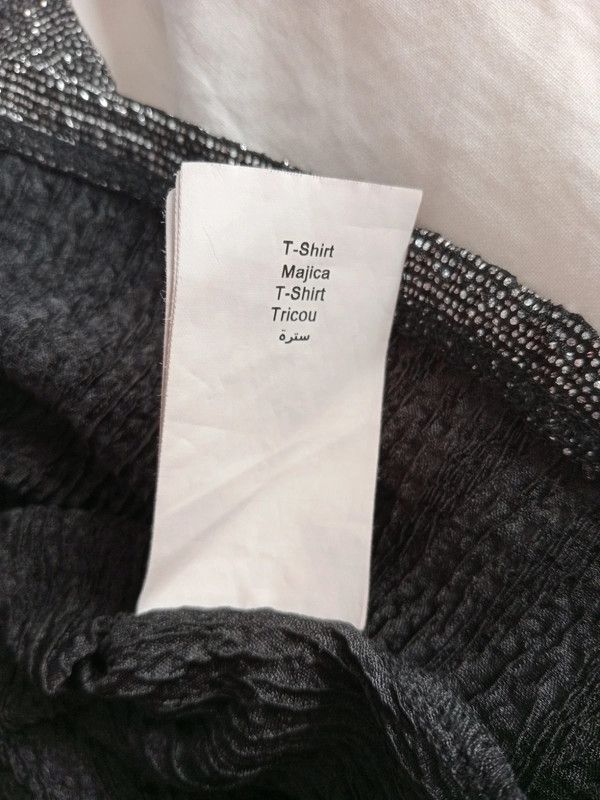 T-Shirt
Majica
T-Shirt
Tricou
سترة